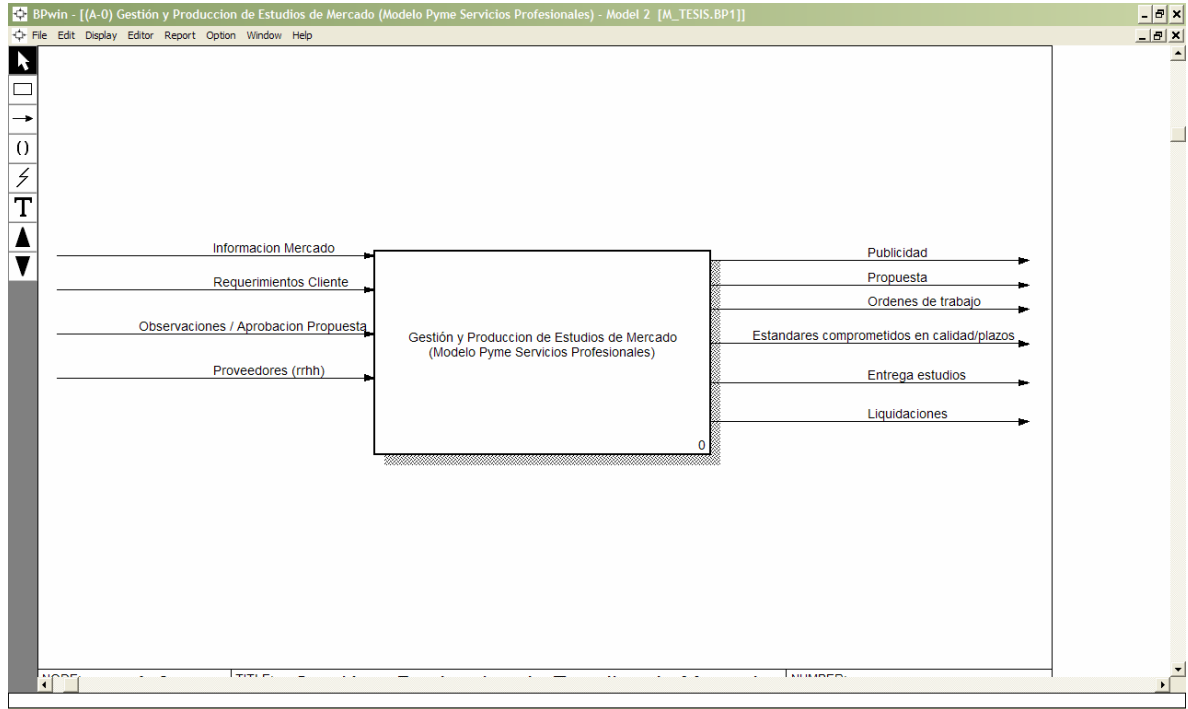 BPwin - [(A-0) Gestión y Produccion de Estudios de Mercado (Modelo Pyme Servicios Profesionales) - Model 2 [M_TESIS.BP1]]
File Edit Display Editor Report Option Window Help
Informacion Mercado
Requerimientos Cliente
Observaciones / Aprobacion Propuesta
Proveedores (rrhh)
Gestión y Produccion de Estudios de Mercado
(Modelo Pyme Servicios Profesionales)
0
Publicidad
Propuesta
Ordenes de trabajo
Estandares comprometidos en calidad/plazos
Entrega estudios
Liquidaciones
T
()